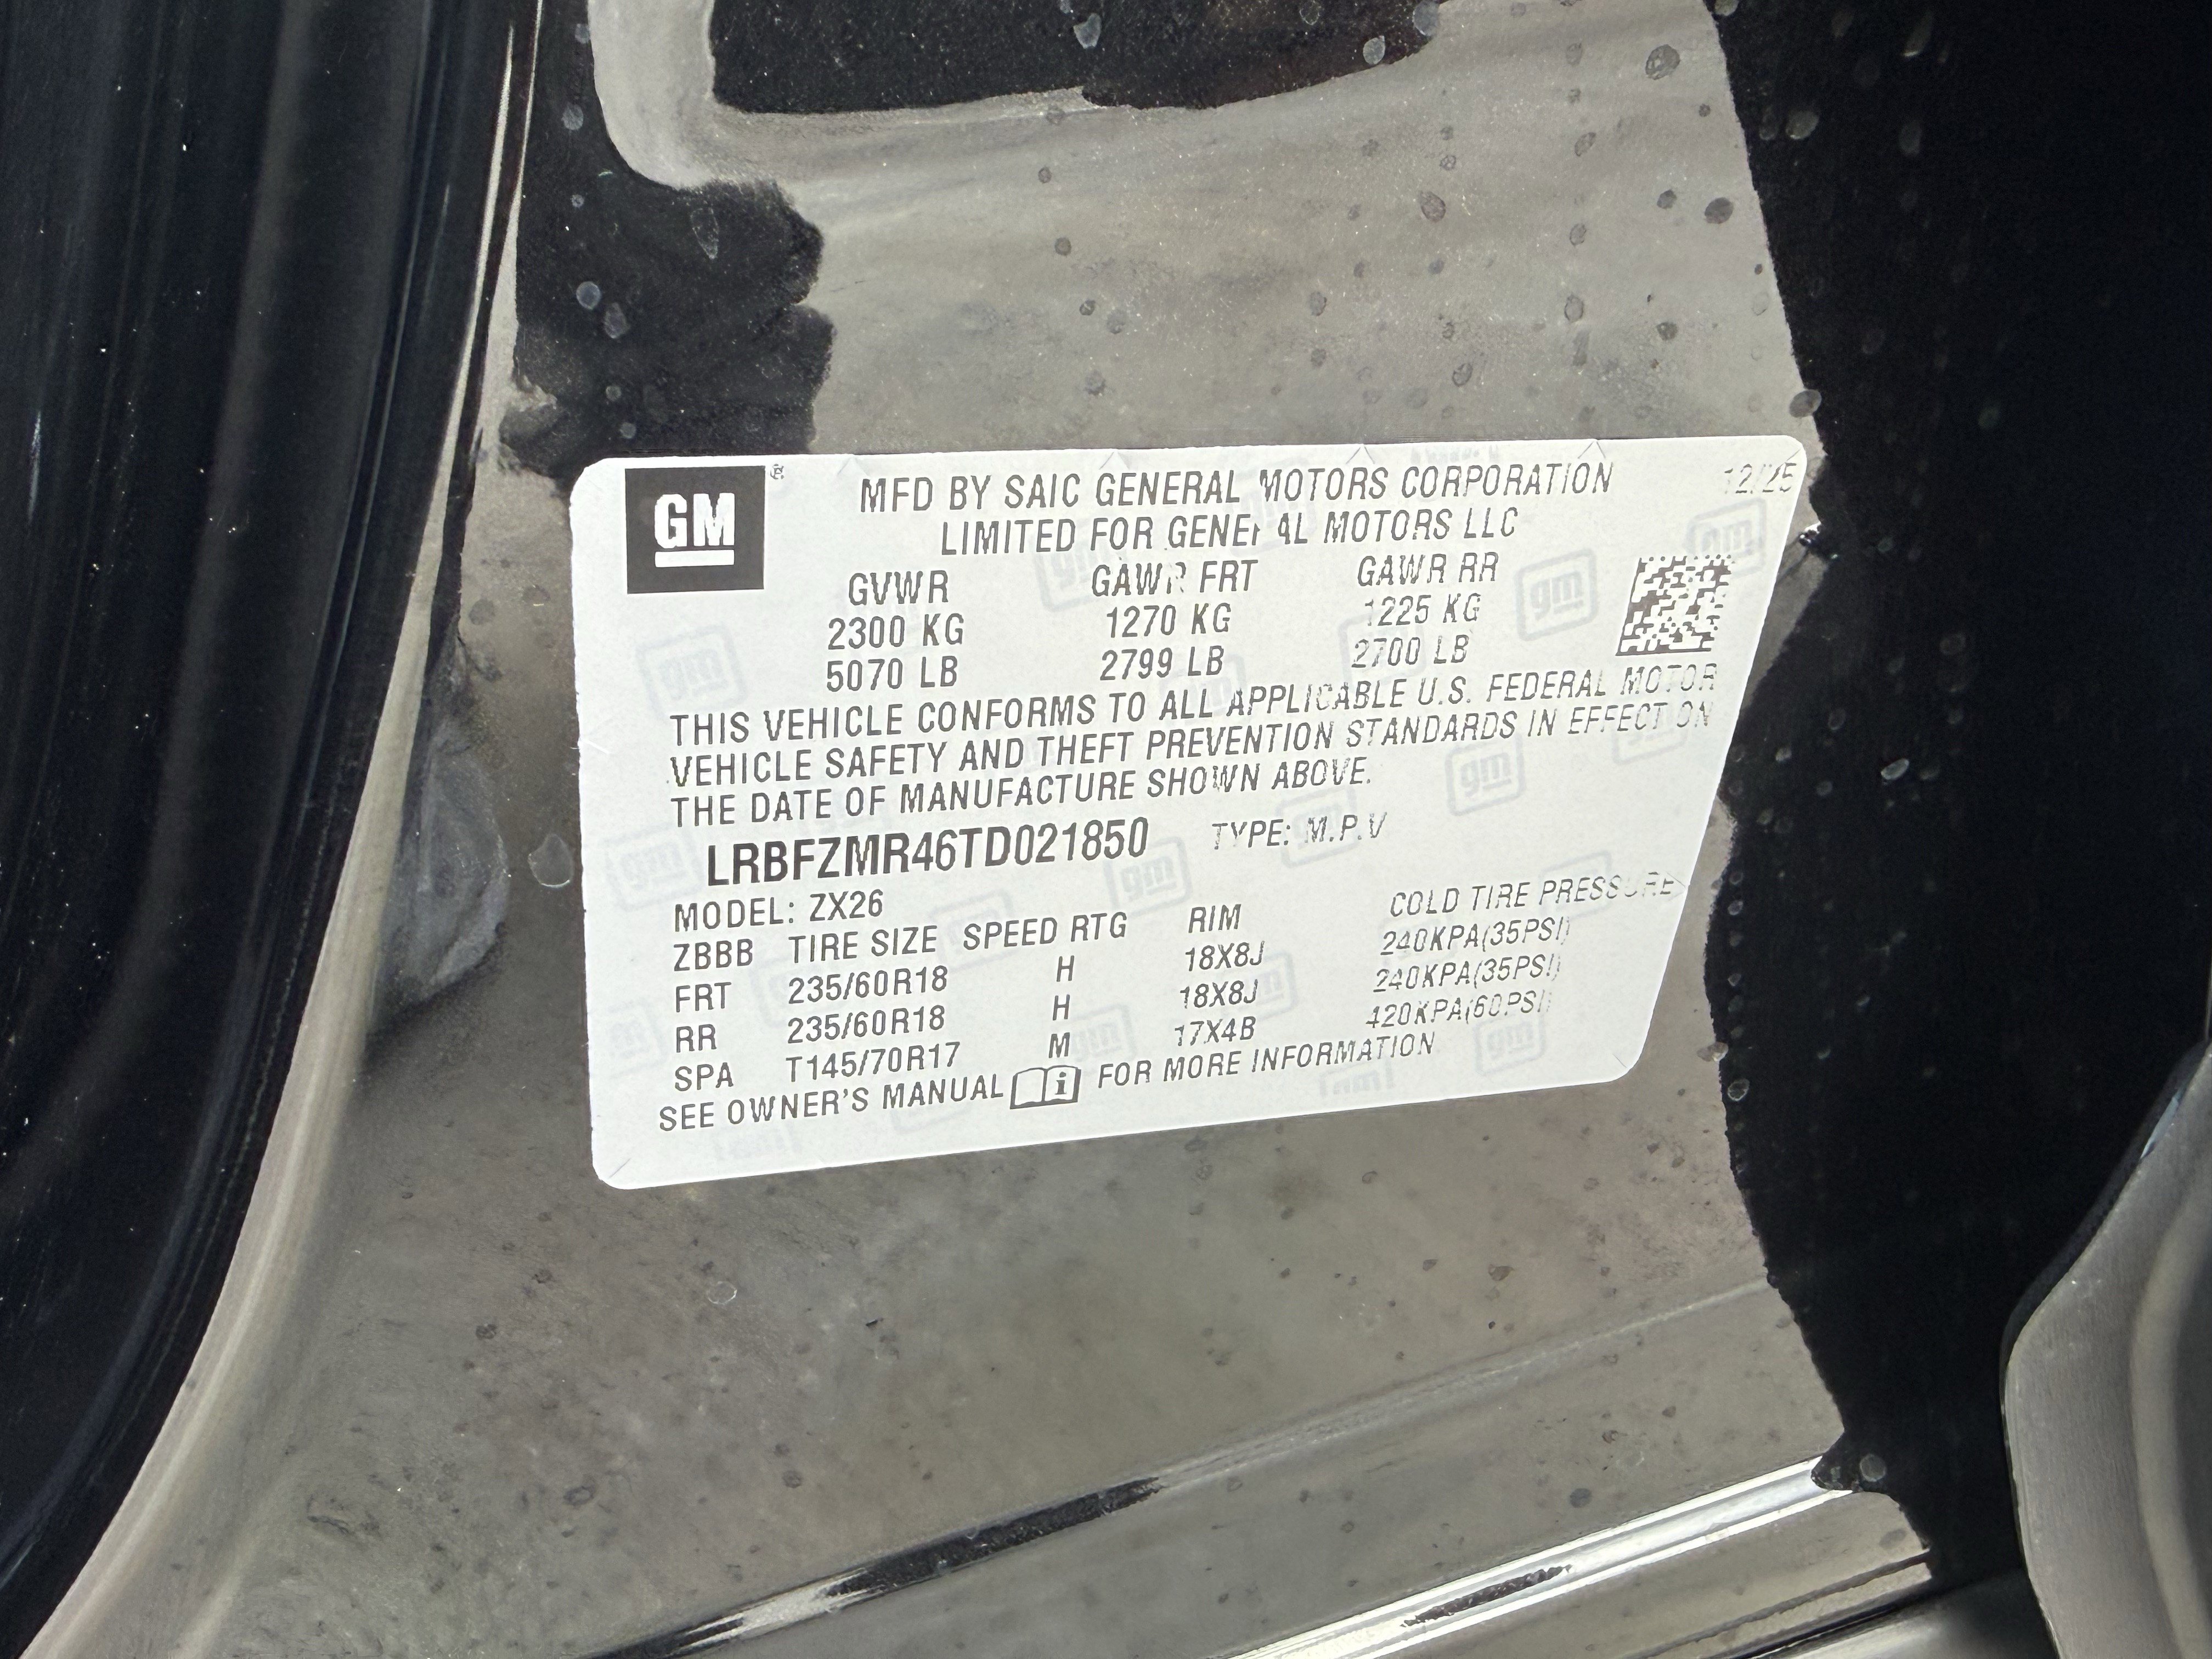 GM ®
MFD BY SAIC GENERAL MOTORS CORPORATION 12/25
LIMITED FOR GENERAL MOTORS LLC
GVWR GAWR FRT GAWR RR
2300 KG 1270 KG 1225 KG
5070 LB 2799 LB 2700 LB
THIS VEHICLE CONFORMS TO ALL APPLICABLE U.S. FEDERAL MOTOR
VEHICLE SAFETY AND THEFT PREVENTION STANDARDS IN EFFECT ON
THE DATE OF MANUFACTURE SHOWN ABOVE.
LRBFZMR46TD021850 TYPE: M.P.V
MODEL: ZX26
ZBBB TIRE SIZE SPEED RTG RIM COLD TIRE PRESSURE
FRT 235/60R18 H 18X8J 240KPA(35PSI)
RR 235/60R18 H 18X8J 240KPA(35PSI)
SPA T145/70R17 M 17X4B 420KPA(60PSI)
SEE OWNER'S MANUAL i FOR MORE INFORMATION